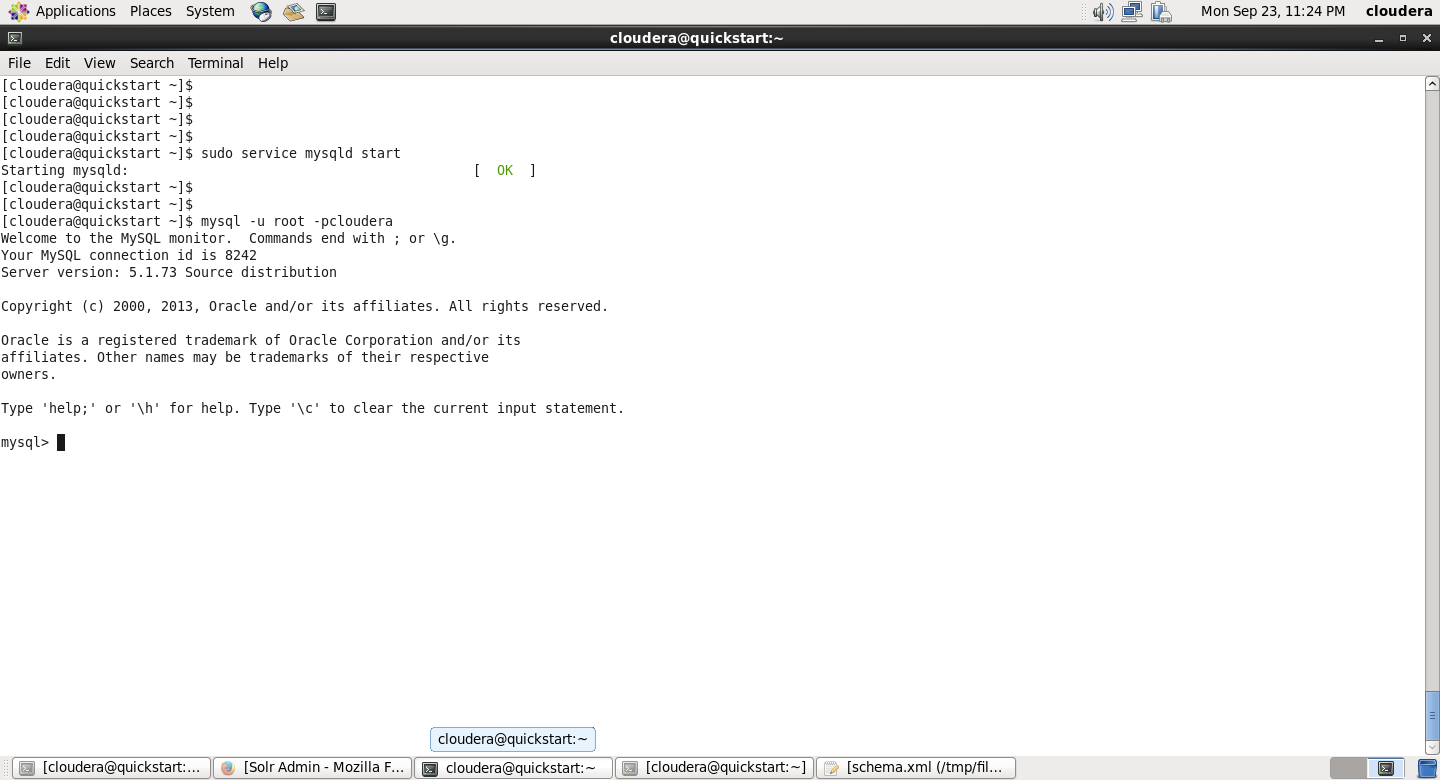 Applications Places System Mon Sep 23, 11:24 PM cloudera
cloudera@quickstart:~
File Edit View Search Terminal Help
[cloudera@quickstart ~]$
[cloudera@quickstart ~]$
[cloudera@quickstart ~]$
[cloudera@quickstart ~]$
[cloudera@quickstart ~]$ sudo service mysqld start
Starting mysqld: [ OK ]
[cloudera@quickstart ~]$
[cloudera@quickstart ~]$
[cloudera@quickstart ~]$ mysql -u root -pcloudera
Welcome to the MySQL monitor.  Commands end with ; or \g.
Your MySQL connection id is 8242
Server version: 5.1.73 Source distribution
Copyright (c) 2000, 2013, Oracle and/or its affiliates. All rights reserved.
Oracle is a registered trademark of Oracle Corporation and/or its
affiliates. Other names may be trademarks of their respective
owners.
Type 'help;' or '\h' for help. Type '\c' to clear the current input statement.
mysql>
cloudera@quickstart:~
[cloudera@quickstart:... [Solr Admin - Mozilla F... cloudera@quickstart:~ [cloudera@quickstart:~] [schema.xml (/tmp/fil...